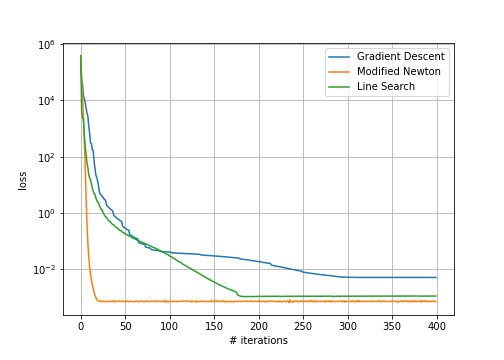 10^6
10^4
10^2
10^0
10^−2
loss
0 50 100 150 200 250 300 350 400
# iterations
Gradient Descent
Modified Newton
Line Search